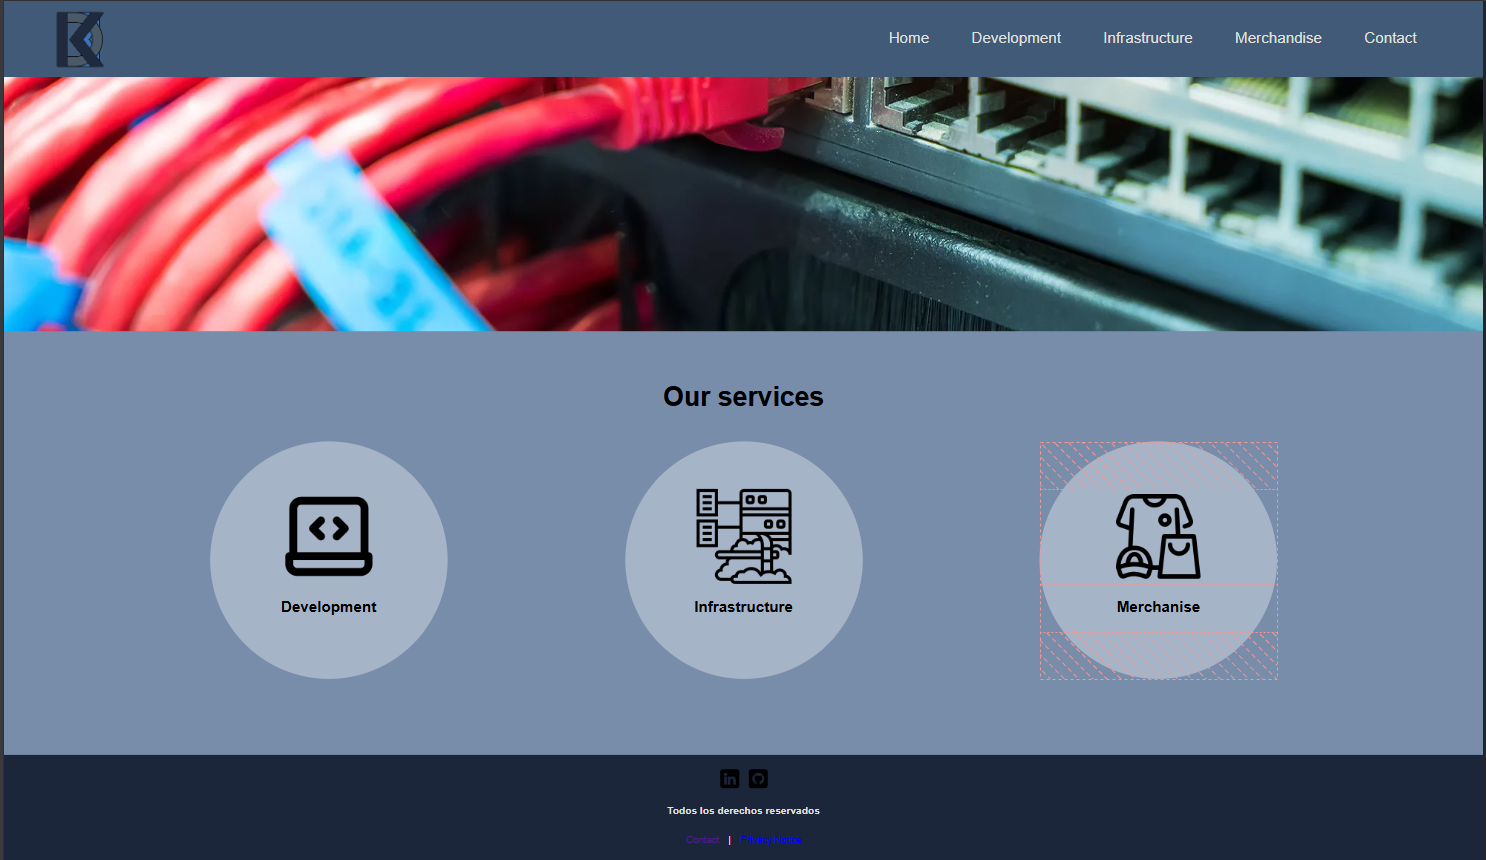 Home Development Infrastructure Merchandise Contact
Our services
Development Infrastructure Merchanise
Todos los derechos reservados
Contact | Privacy Notice